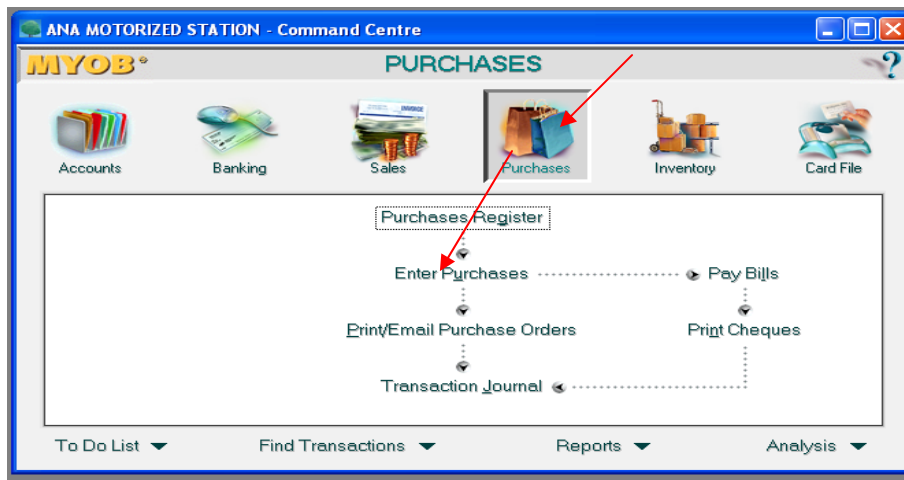 ANA MOTORIZED STATION - Command Centre
MYOB® PURCHASES ?
INVOICE
Accounts Banking Sales Purchases Inventory Card File
Purchases Register
Enter Purchases Pay Bills
Print/Email Purchase Orders Print Cheques
Transaction Journal
To Do List Find Transactions Reports Analysis